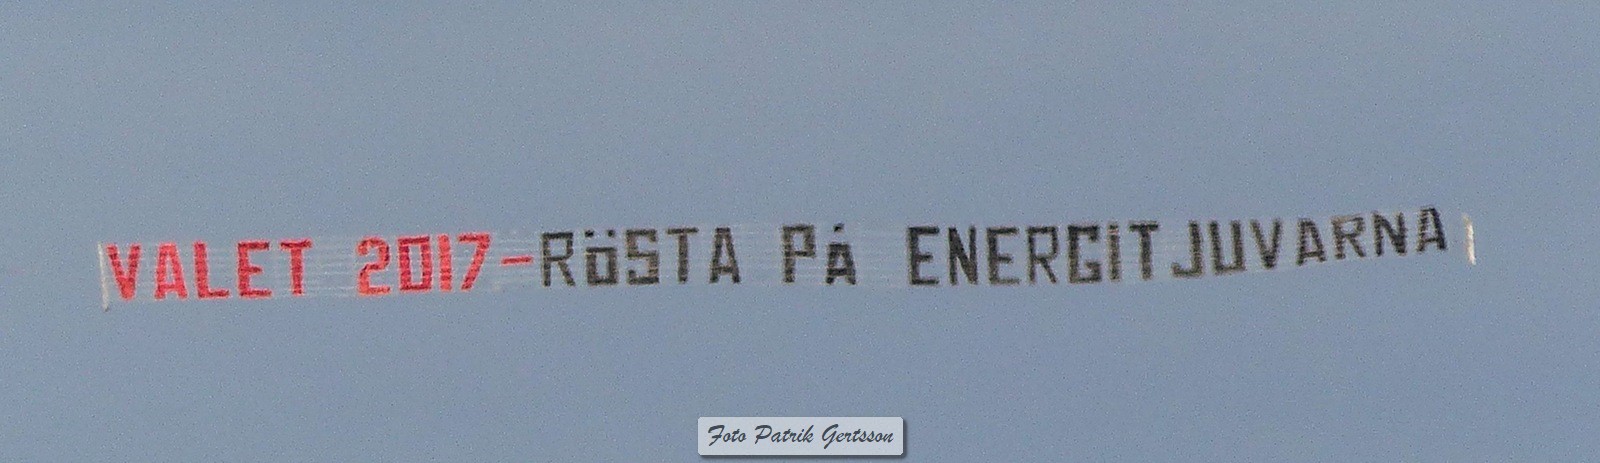 VALET 2017-RÖSTA PÅ ENERGITJUVARNA
Foto Patrik Gertsson